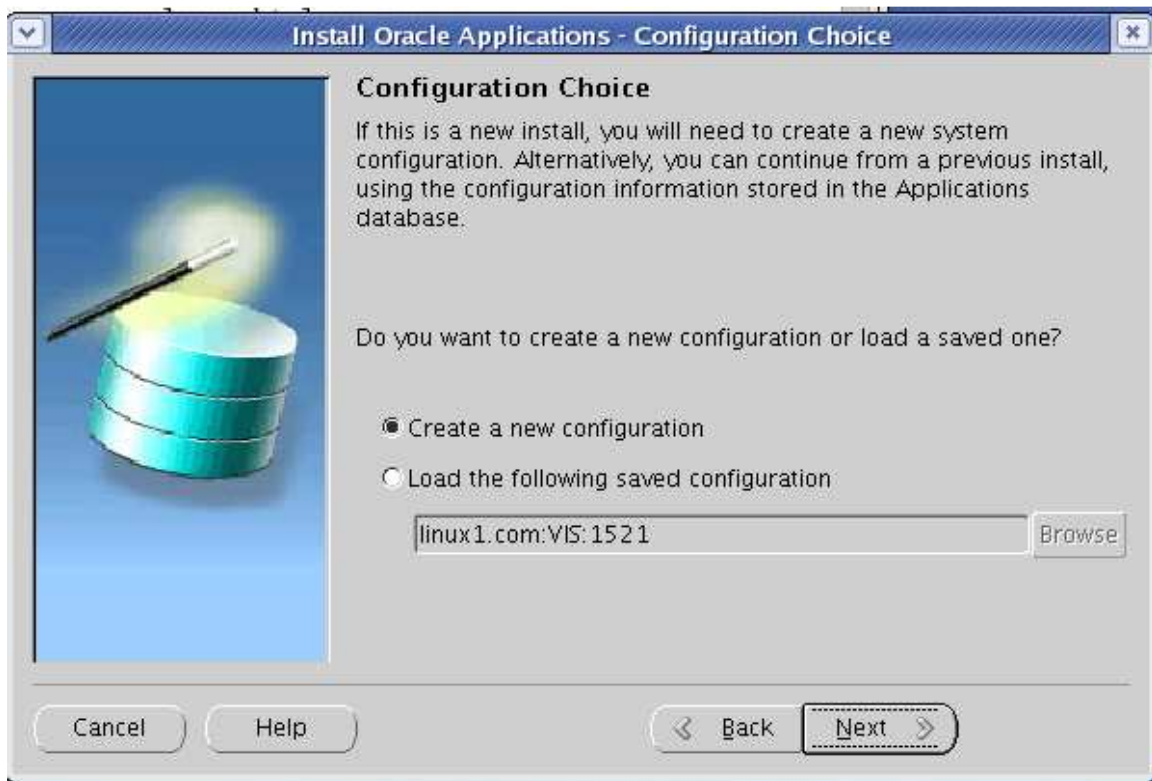 Install Oracle Applications - Configuration Choice
Configuration Choice
If this is a new install, you will need to create a new system
configuration. Alternatively, you can continue from a previous install,
using the configuration information stored in the Applications
database.
Do you want to create a new configuration or load a saved one?
Create a new configuration
Load the following saved configuration
linux1.com:VIS:1521
Browse
Cancel
Help
Back
Next